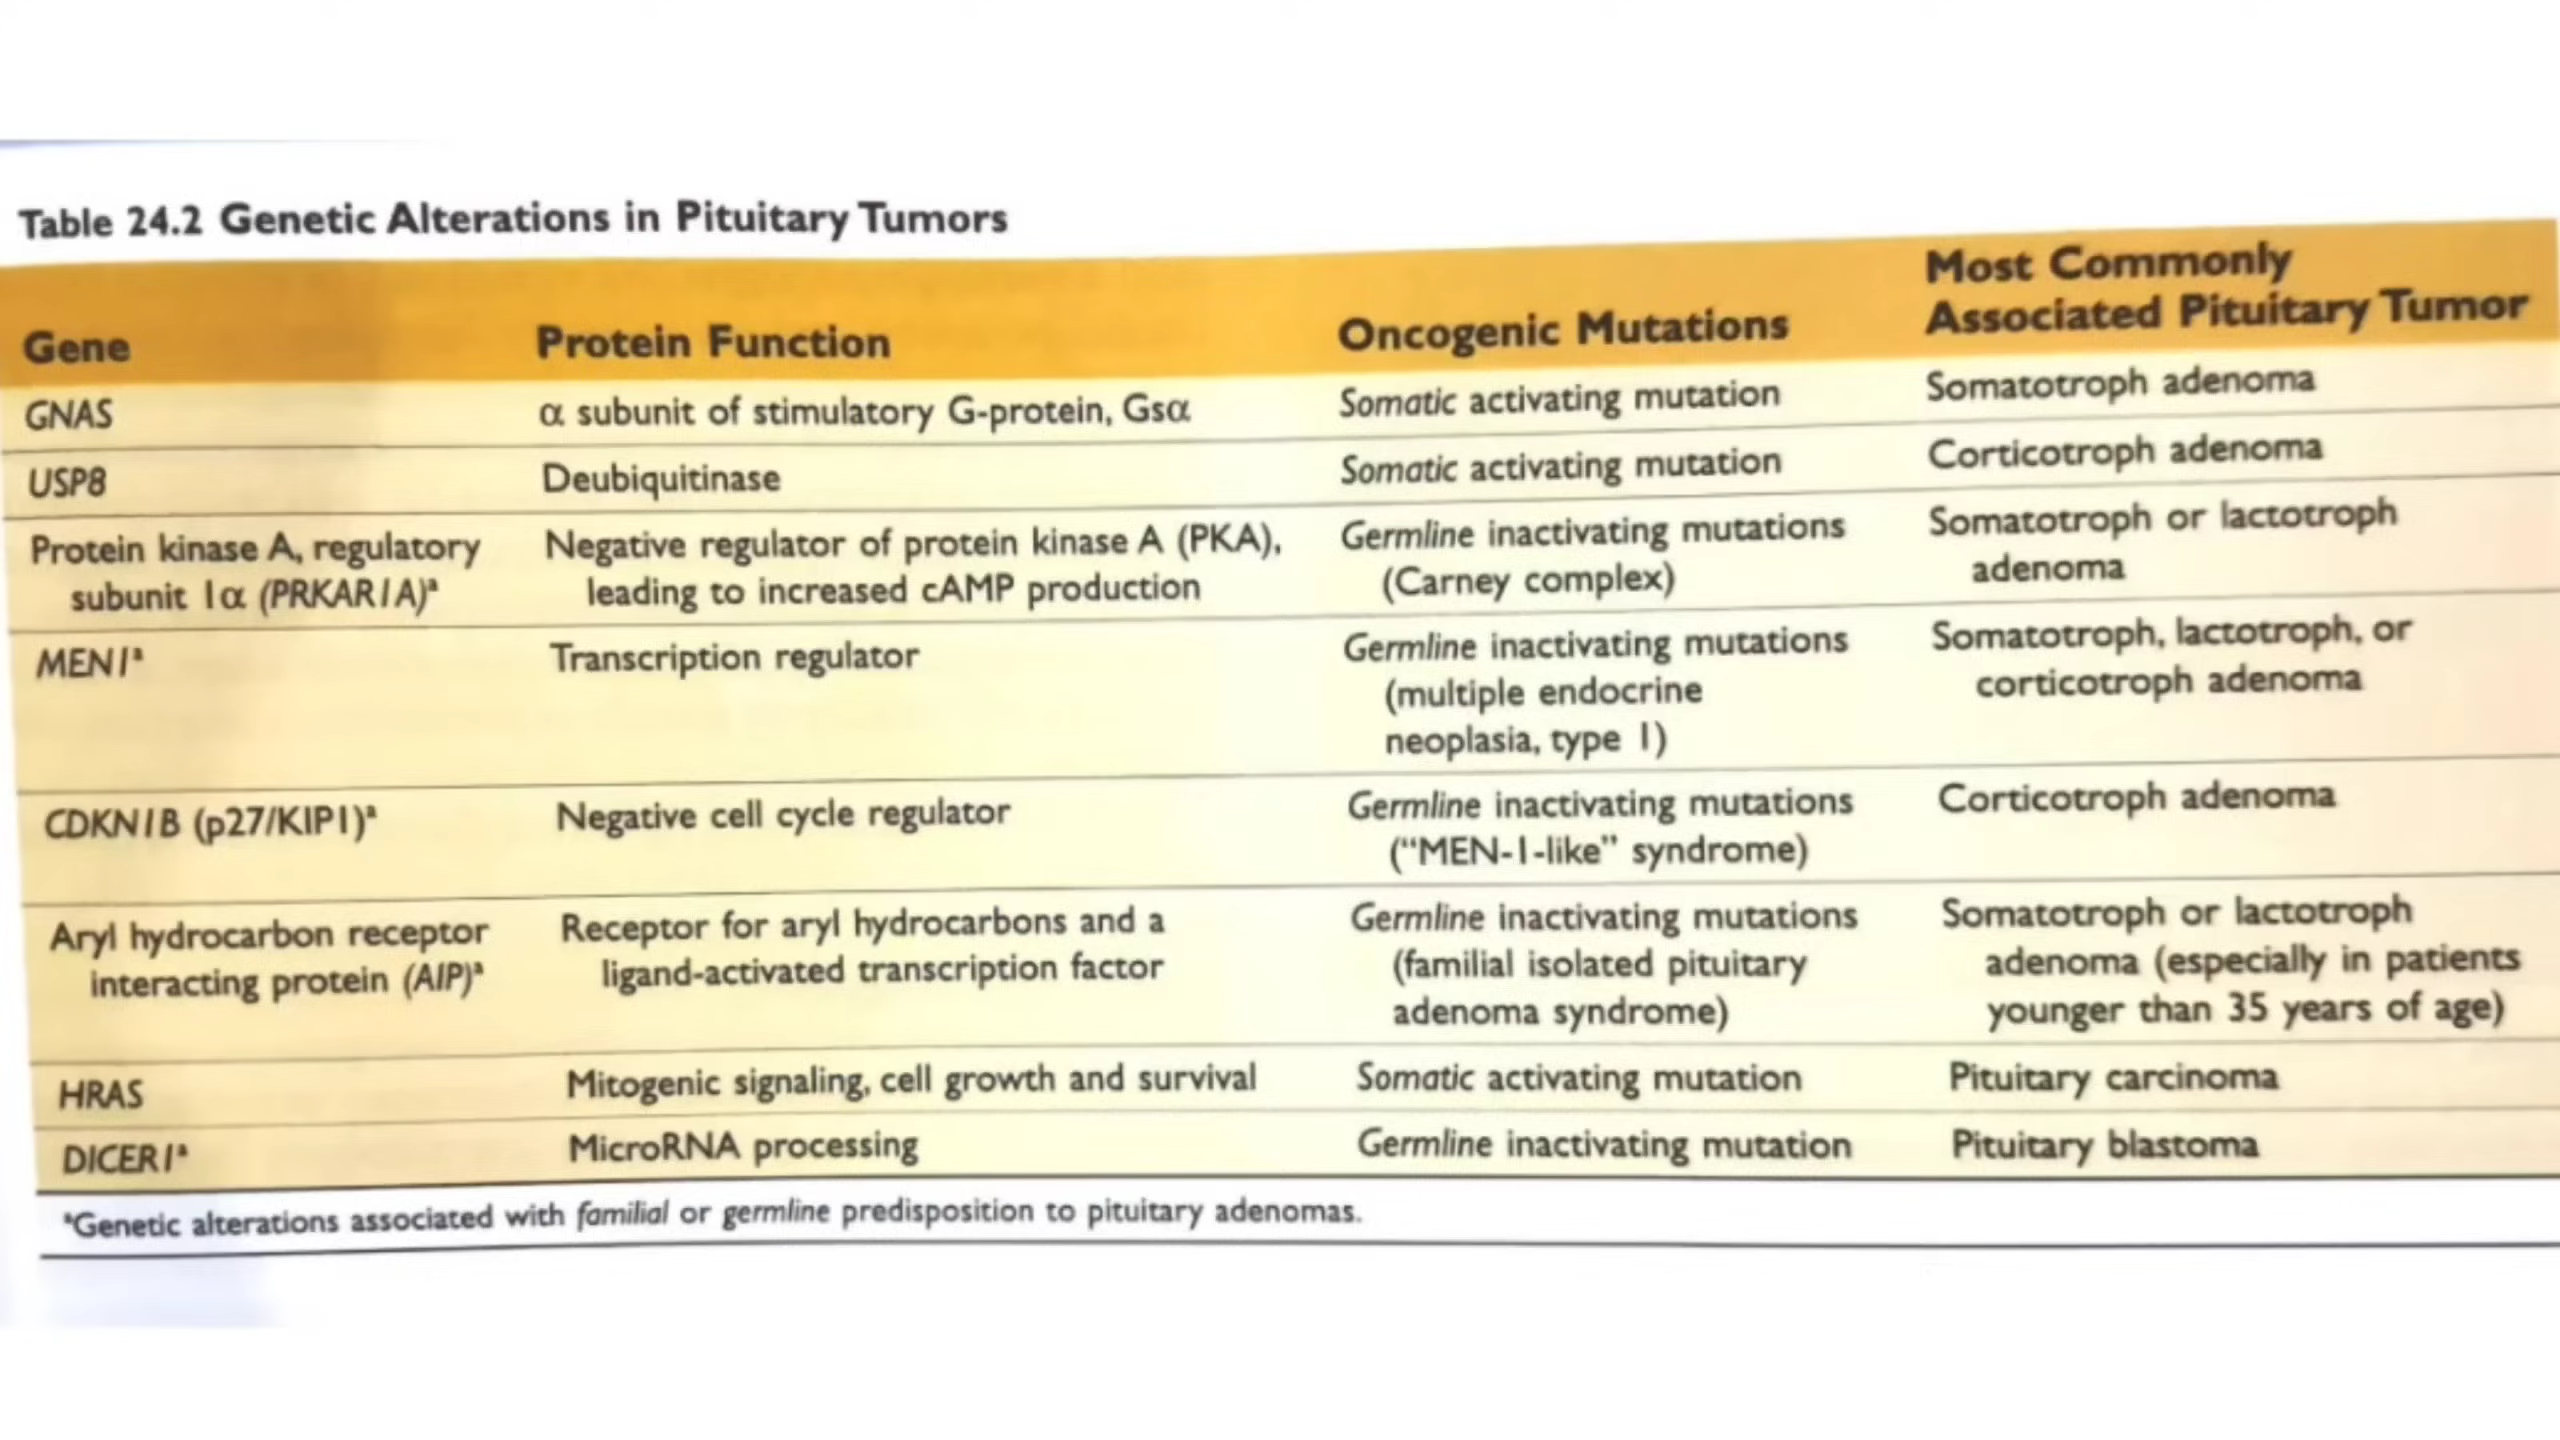 Table 24.2 Genetic Alterations in Pituitary Tumors
Gene
Protein Function
Oncogenic Mutations
Most Commonly
Associated Pituitary Tumor
GNAS
α subunit of stimulatory G-protein, Gsα
Somatic activating mutation
Somatotroph adenoma
USP8
Deubiquitinase
Somatic activating mutation
Corticotroph adenoma
Protein kinase A, regulatory
subunit 1α (PRKAR1A)ᵃ
Negative regulator of protein kinase A (PKA),
leading to increased cAMP production
Germline inactivating mutations
(Carney complex)
Somatotroph or lactotroph
adenoma
MEN1ᵃ
Transcription regulator
Germline inactivating mutations
(multiple endocrine
neoplasia, type 1)
Somatotroph, lactotroph, or
corticotroph adenoma
CDKN1B (p27/KIP1)ᵃ
Negative cell cycle regulator
Germline inactivating mutations
(“MEN-1-like” syndrome)
Corticotroph adenoma
Aryl hydrocarbon receptor
interacting protein (AIP)ᵃ
Receptor for aryl hydrocarbons and a
ligand-activated transcription factor
Germline inactivating mutations
(familial isolated pituitary
adenoma syndrome)
Somatotroph or lactotroph
adenoma (especially in patients
younger than 35 years of age)
HRAS
Mitogenic signaling, cell growth and survival
Somatic activating mutation
Pituitary carcinoma
DICER1ᵃ
MicroRNA processing
Germline inactivating mutation
Pituitary blastoma
ᵃGenetic alterations associated with familial or germline predisposition to pituitary adenomas.